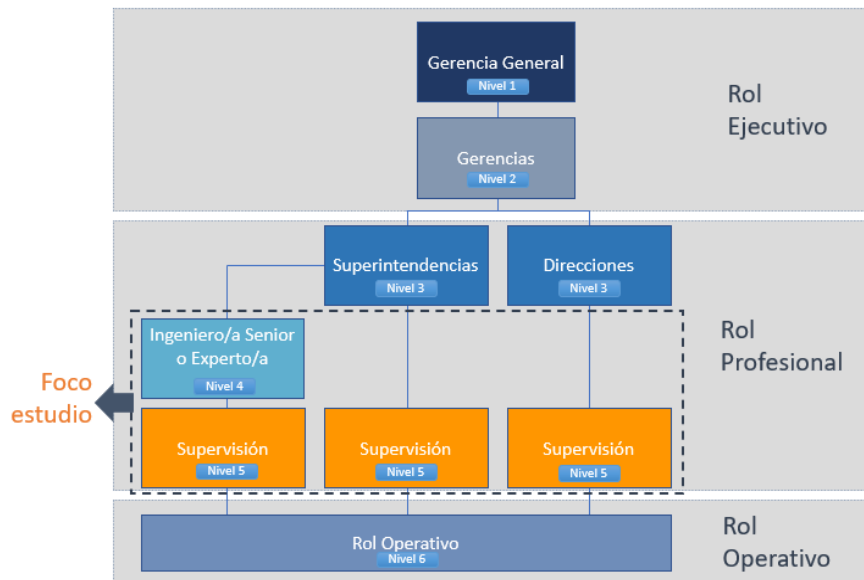 Gerencia General
Nivel 1
Rol
Ejecutivo
Gerencias
Nivel 2
Superintendencias
Nivel 3
Direcciones
Nivel 3
Rol
Profesional
Ingeniero/a Senior
o Experto/a
Nivel 4
Foco
estudio
Supervisión
Nivel 5
Supervisión
Nivel 5
Supervisión
Nivel 5
Rol Operativo
Nivel 6
Rol
Operativo